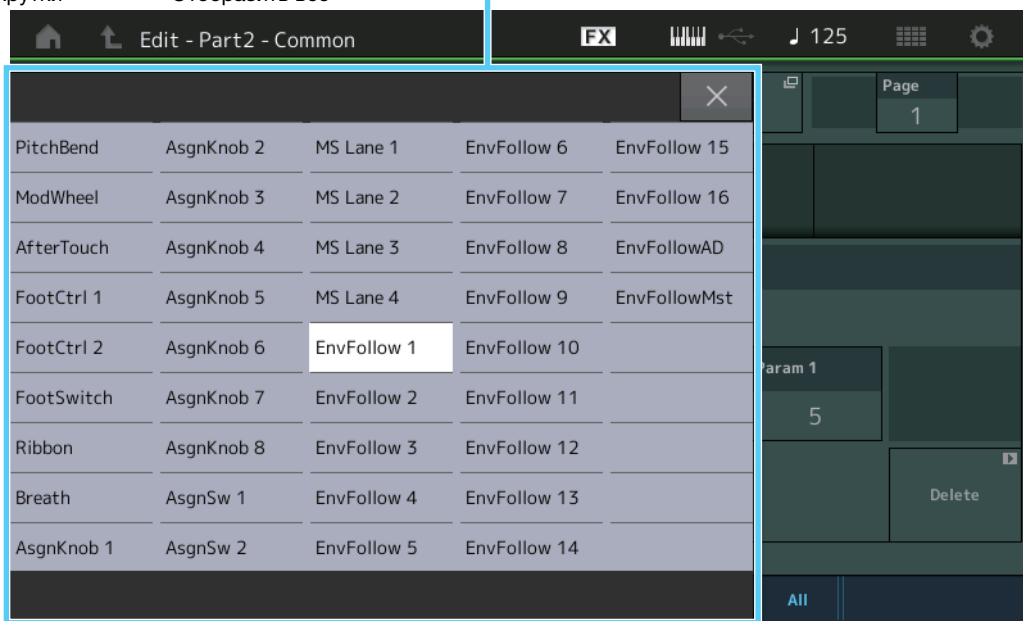 Edit - Part2 - Common FX ♩ 125
Page
1
PitchBend AsgnKnob 2 MS Lane 1 EnvFollow 6 EnvFollow 15
ModWheel AsgnKnob 3 MS Lane 2 EnvFollow 7 EnvFollow 16
AfterTouch AsgnKnob 4 MS Lane 3 EnvFollow 8 EnvFollowAD
FootCtrl 1 AsgnKnob 5 MS Lane 4 EnvFollow 9 EnvFollowMst
FootCtrl 2 AsgnKnob 6 EnvFollow 1 EnvFollow 10
Param 1
FootSwitch AsgnKnob 7 EnvFollow 2 EnvFollow 11
5
Ribbon AsgnKnob 8 EnvFollow 3 EnvFollow 12
Breath AsgnSw 1 EnvFollow 4 EnvFollow 13
Delete
AsgnKnob 1 AsgnSw 2 EnvFollow 5 EnvFollow 14
All